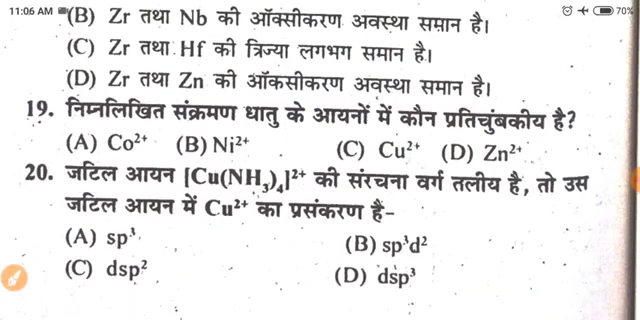 11:06 AM
70%
(B) Zr तथा Nb की ऑक्सीकरण अवस्था समान है।
(C) Zr तथा Hf की त्रिज्या लगभग समान है।
(D) Zr तथा Zn की ऑकसीकरण अवस्था समान है।
19. निम्नलिखित संक्रमण धातु के आयनों में कौन प्रतिचुंबकीय है?
(A) Co²⁺ (B) Ni²⁺ (C) Cu²⁺ (D) Zn²⁺
20. जटिल आयन [Cu(NH₃)₄]²⁺ की संरचना वर्ग तलीय है, तो उस
जटिल आयन में Cu²⁺ का प्रसंकरण हैं-
(A) sp³ (B) sp³d²
(C) dsp² (D) dsp³